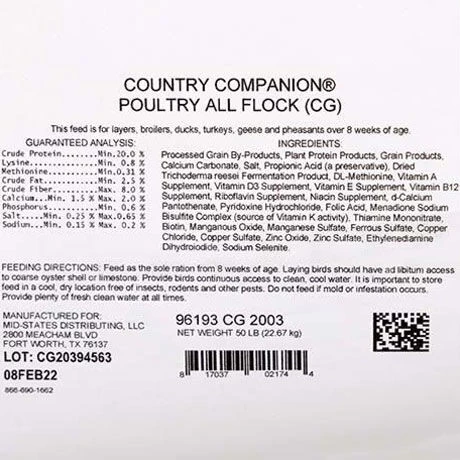 COUNTRY COMPANION®
POULTRY ALL FLOCK (CG)
This feed is for layers, broilers, ducks, turkeys, geese and pheasants over 8 weeks of age.
GUARANTEED ANALYSIS:
Crude Protein......Min.20.0 %
Lysine.............Min. 0.8 %
Methionine.........Min.0.31 %
Crude Fat..........Min. 2.5 %
Crude Fiber........Max. 8.0 %
Calcium...Min. 1.5 % Max. 2.0 %
Phosphorus.........Min. 0.6 %
Salt.....Min. 0.25 % Max.0.65 %
Sodium...Min. 0.15 % Max. 0.2 %
INGREDIENTS:
Processed Grain By-Products, Plant Protein Products, Grain Products,
Calcium Carbonate, Salt, Propionic Acid (a preservative), Dried
Trichoderma reesei Fermentation Product, DL-Methionine, Vitamin A
Supplement, Vitamin D3 Supplement, Vitamin E Supplement, Vitamin B12
Supplement, Riboflavin Supplement, Niacin Supplement, d-Calcium
Pantothenate, Pyridoxine Hydrochloride, Folic Acid, Menadione Sodium
Bisulfite Complex (source of Vitamin K activity), Thiamine Mononitrate,
Biotin, Manganous Oxide, Manganese Sulfate, Ferrous Sulfate, Copper
Chloride, Copper Sulfate, Zinc Oxide, Zinc Sulfate, Ethylenediamine
Dihydroiodide, Sodium Selenite.
FEEDING DIRECTIONS: Feed as the sole ration from 8 weeks of age. Laying birds should have ad libitum access
to coarse oyster shell or limestone. Provide continuous access to clean, cool water. It is important to store
feed in a cool, dry location free of insects, rodents and other pests. Do not feed if mold or infestation occurs.
Provide plenty of fresh clean water at all times.
MANUFACTURED FOR:
MID-STATES DISTRIBUTING, LLC
2800 MEACHAM BLVD
FORT WORTH, TX 76137
LOT: CG20394563
08FEB22
866-690-1662
96193 CG 2003
NET WEIGHT 50 LB (22.67 kg)
8 17037 02174 4